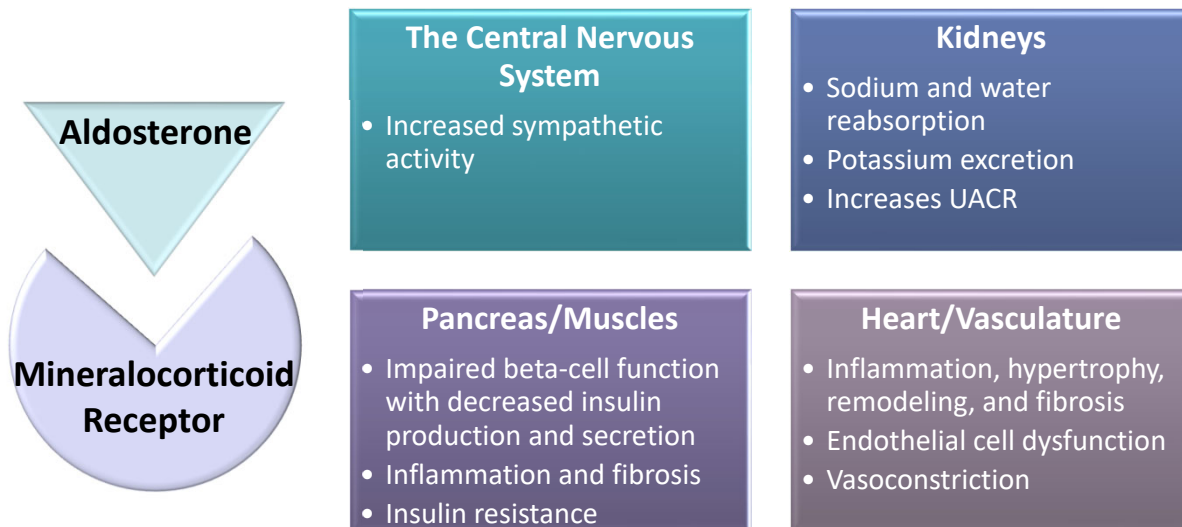 Aldosterone
Mineralocorticoid
Receptor
The Central Nervous
System
• Increased sympathetic
activity
Kidneys
• Sodium and water
reabsorption
• Potassium excretion
• Increases UACR
Pancreas/Muscles
• Impaired beta-cell function
with decreased insulin
production and secretion
• Inflammation and fibrosis
• Insulin resistance
Heart/Vasculature
• Inflammation, hypertrophy,
remodeling, and fibrosis
• Endothelial cell dysfunction
• Vasoconstriction